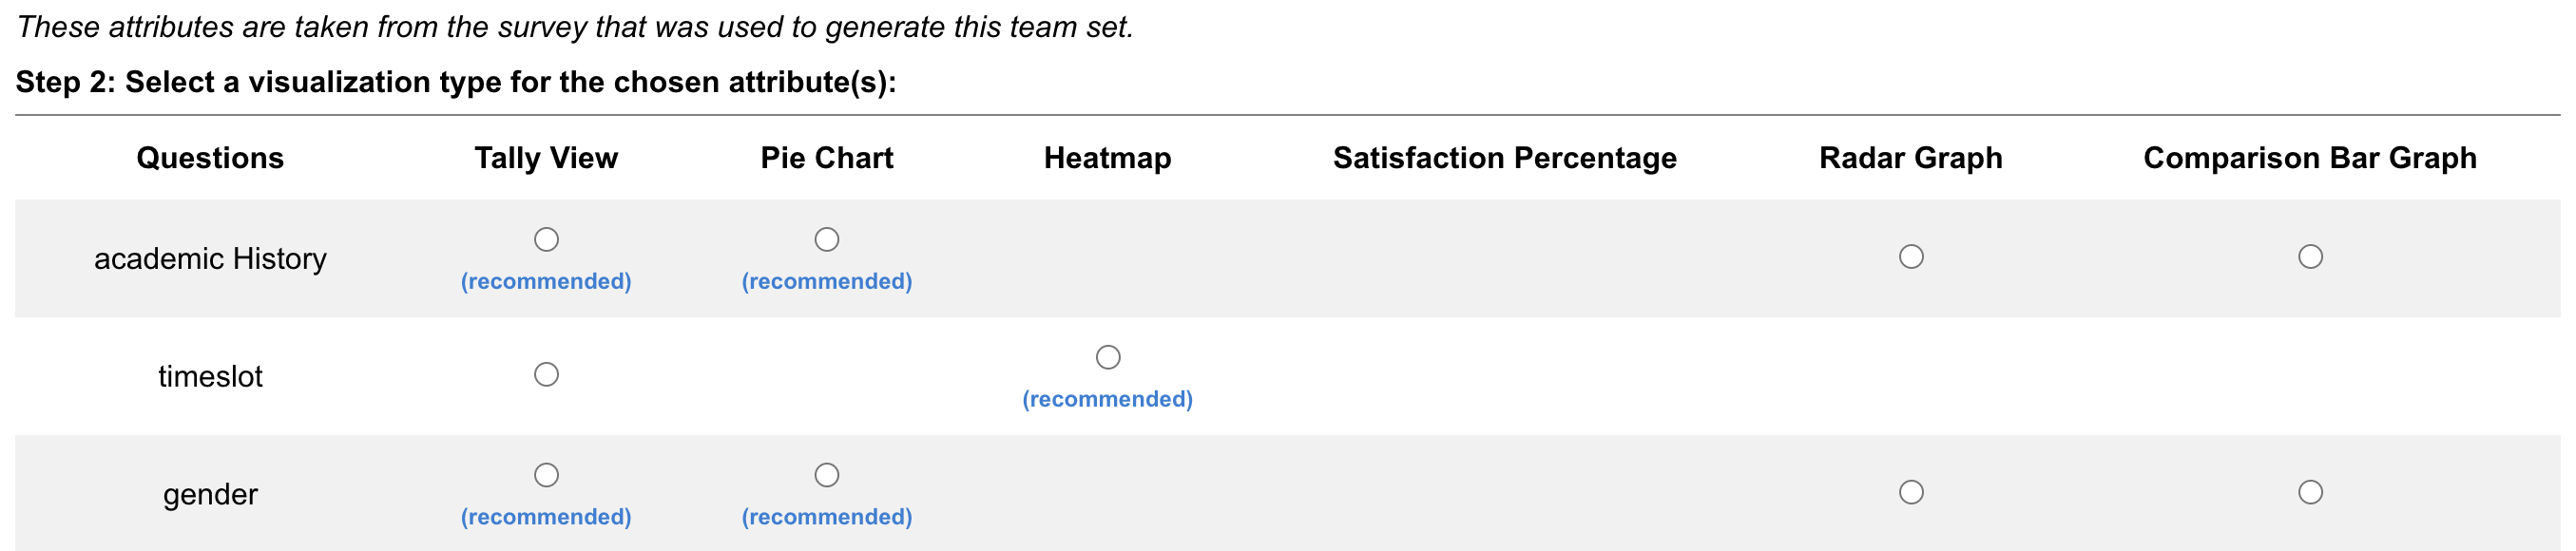 These attributes are taken from the survey that was used to generate this team set.
Step 2: Select a visualization type for the chosen attribute(s):
Questions Tally View Pie Chart Heatmap Satisfaction Percentage Radar Graph Comparison Bar Graph
academic History
(recommended) (recommended)
timeslot
(recommended)
gender
(recommended) (recommended)